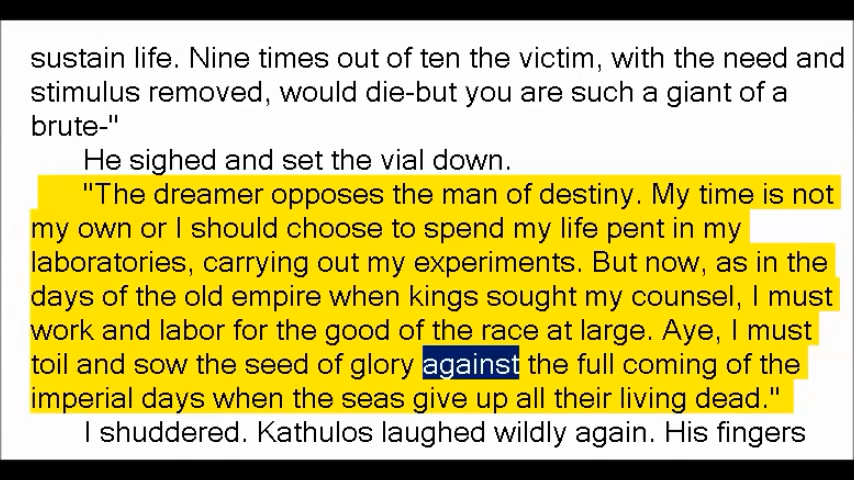 sustain life. Nine times out of ten the victim, with the need and
stimulus removed, would die-but you are such a giant of a
brute-"
He sighed and set the vial down.
"The dreamer opposes the man of destiny. My time is not
my own or I should choose to spend my life pent in my
laboratories, carrying out my experiments. But now, as in the
days of the old empire when kings sought my counsel, I must
work and labor for the good of the race at large. Aye, I must
toil and sow the seed of glory against the full coming of the
imperial days when the seas give up all their living dead."
I shuddered. Kathulos laughed wildly again. His fingers